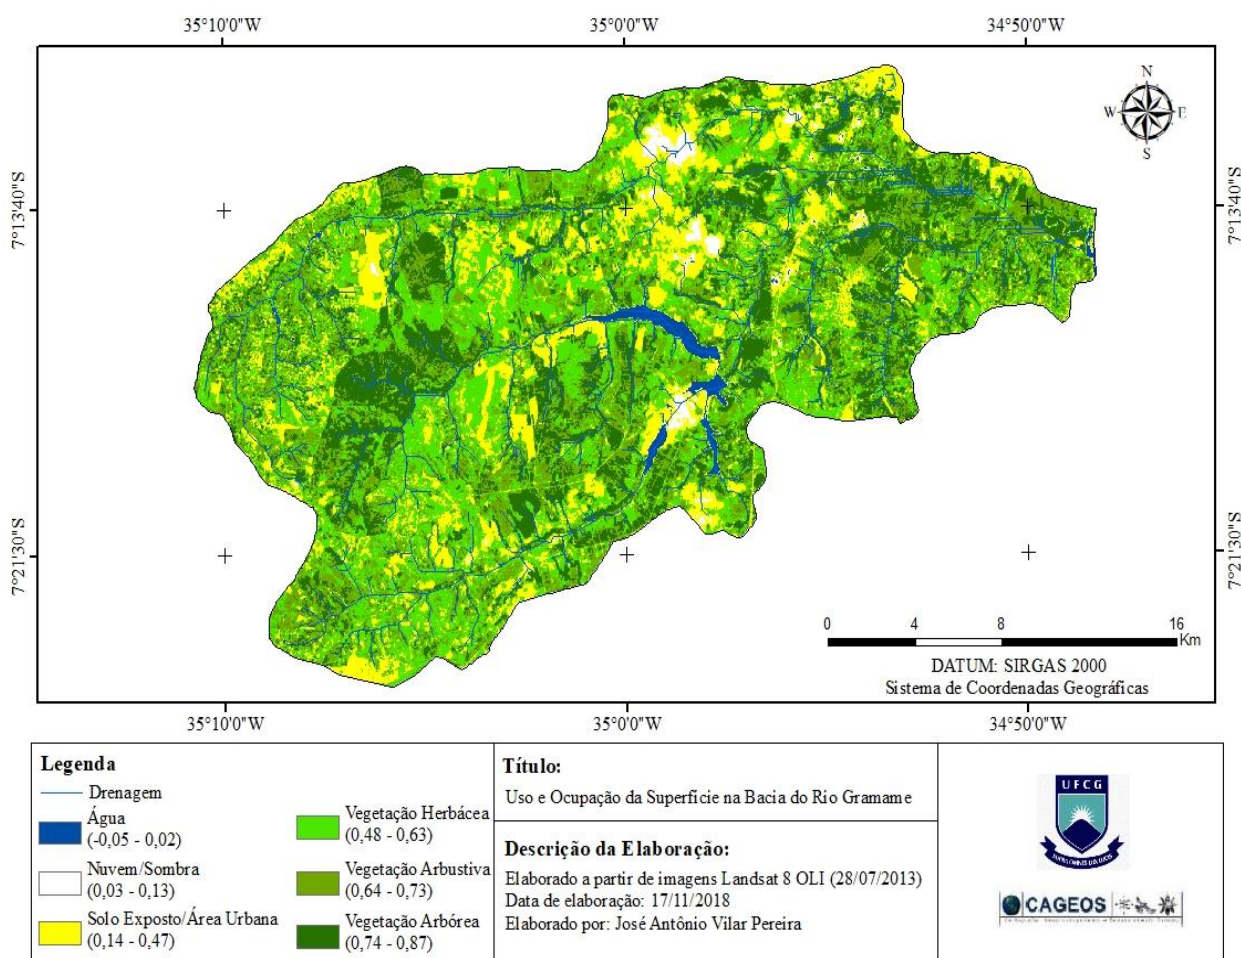 35°10'0"W
35°0'0"W
34°50'0"W
N
W
E
S
7°13'40"S
7°13'40"S
7°21'30"S
7°21'30"S
0
4
8
16
Km
DATUM: SIRGAS 2000
Sistema de Coordenadas Geográficas
35°10'0"W
35°0'0"W
34°50'0"W
Legenda
Drenagem
Água
(-0,05 - 0,02)
Nuvem/Sombra
(0,03 - 0,13)
Solo Exposto/Área Urbana
(0,14 - 0,47)
Vegetação Herbácea
(0,48 - 0,63)
Vegetação Arbustiva
(0,64 - 0,73)
Vegetação Arbórea
(0,74 - 0,87)
Título:
Uso e Ocupação da Superfície na Bacia do Rio Gramame
Descrição da Elaboração:
Elaborado a partir de imagens Landsat 8 OLI (28/07/2013)
Data de elaboração: 17/11/2018
Elaborado por: José Antônio Vilar Pereira
UFCG
CAGEOS